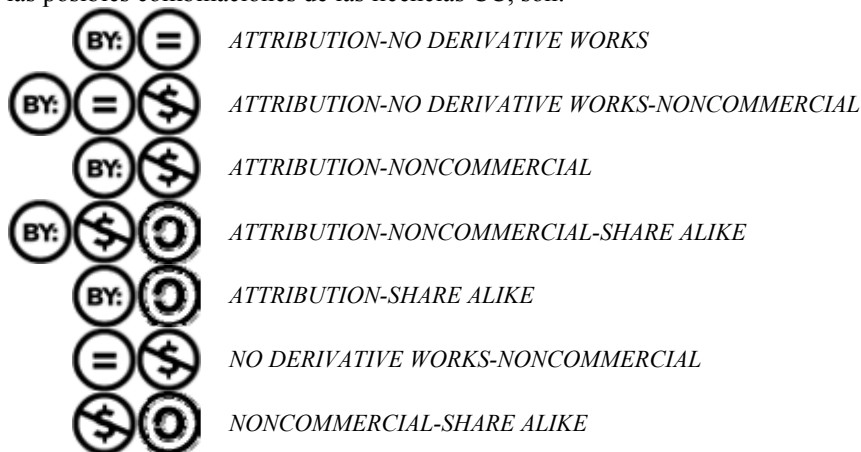 las posibles combinaciones de las licencias CC, son:
BY: = $ ATTRIBUTION-NO DERIVATIVE WORKS
BY: = $ ATTRIBUTION-NO DERIVATIVE WORKS-NONCOMMERCIAL
BY: $ ATTRIBUTION-NONCOMMERCIAL
BY: $ ATTRIBUTION-NONCOMMERCIAL-SHARE ALIKE
BY: ATTRIBUTION-SHARE ALIKE
= $ NO DERIVATIVE WORKS-NONCOMMERCIAL
$ NONCOMMERCIAL-SHARE ALIKE